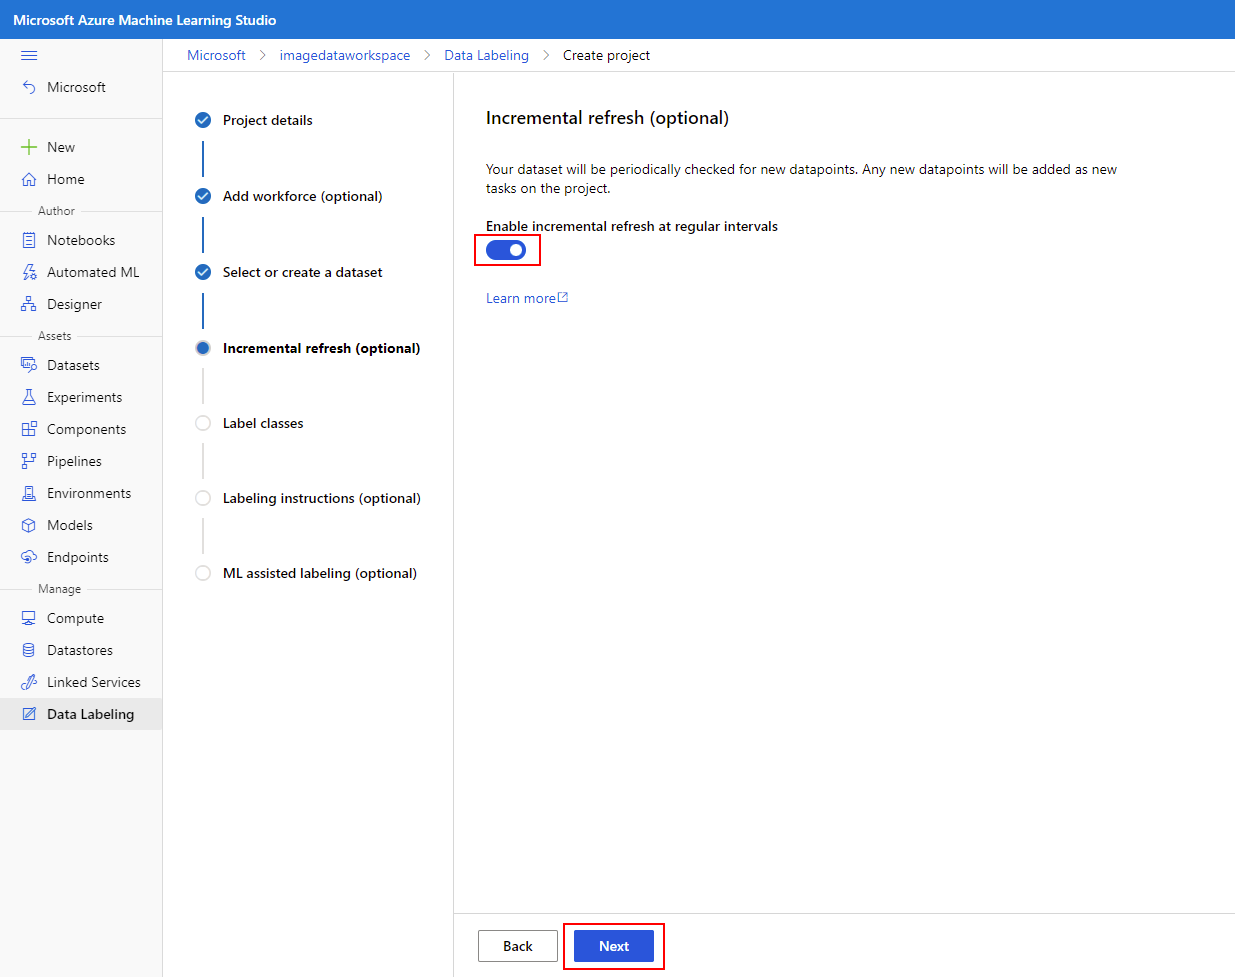 Microsoft Azure Machine Learning Studio
Microsoft
New
Home
Author
Notebooks
Automated ML
Designer
Assets
Datasets
Experiments
Components
Pipelines
Environments
Models
Endpoints
Manage
Compute
Datastores
Linked Services
Data Labeling
Microsoft > imagedataworkspace > Data Labeling > Create project
Project details
Add workforce (optional)
Select or create a dataset
Incremental refresh (optional)
Label classes
Labeling instructions (optional)
ML assisted labeling (optional)
Incremental refresh (optional)
Your dataset will be periodically checked for new datapoints. Any new datapoints will be added as new
tasks on the project.
Enable incremental refresh at regular intervals
Learn more
Back
Next